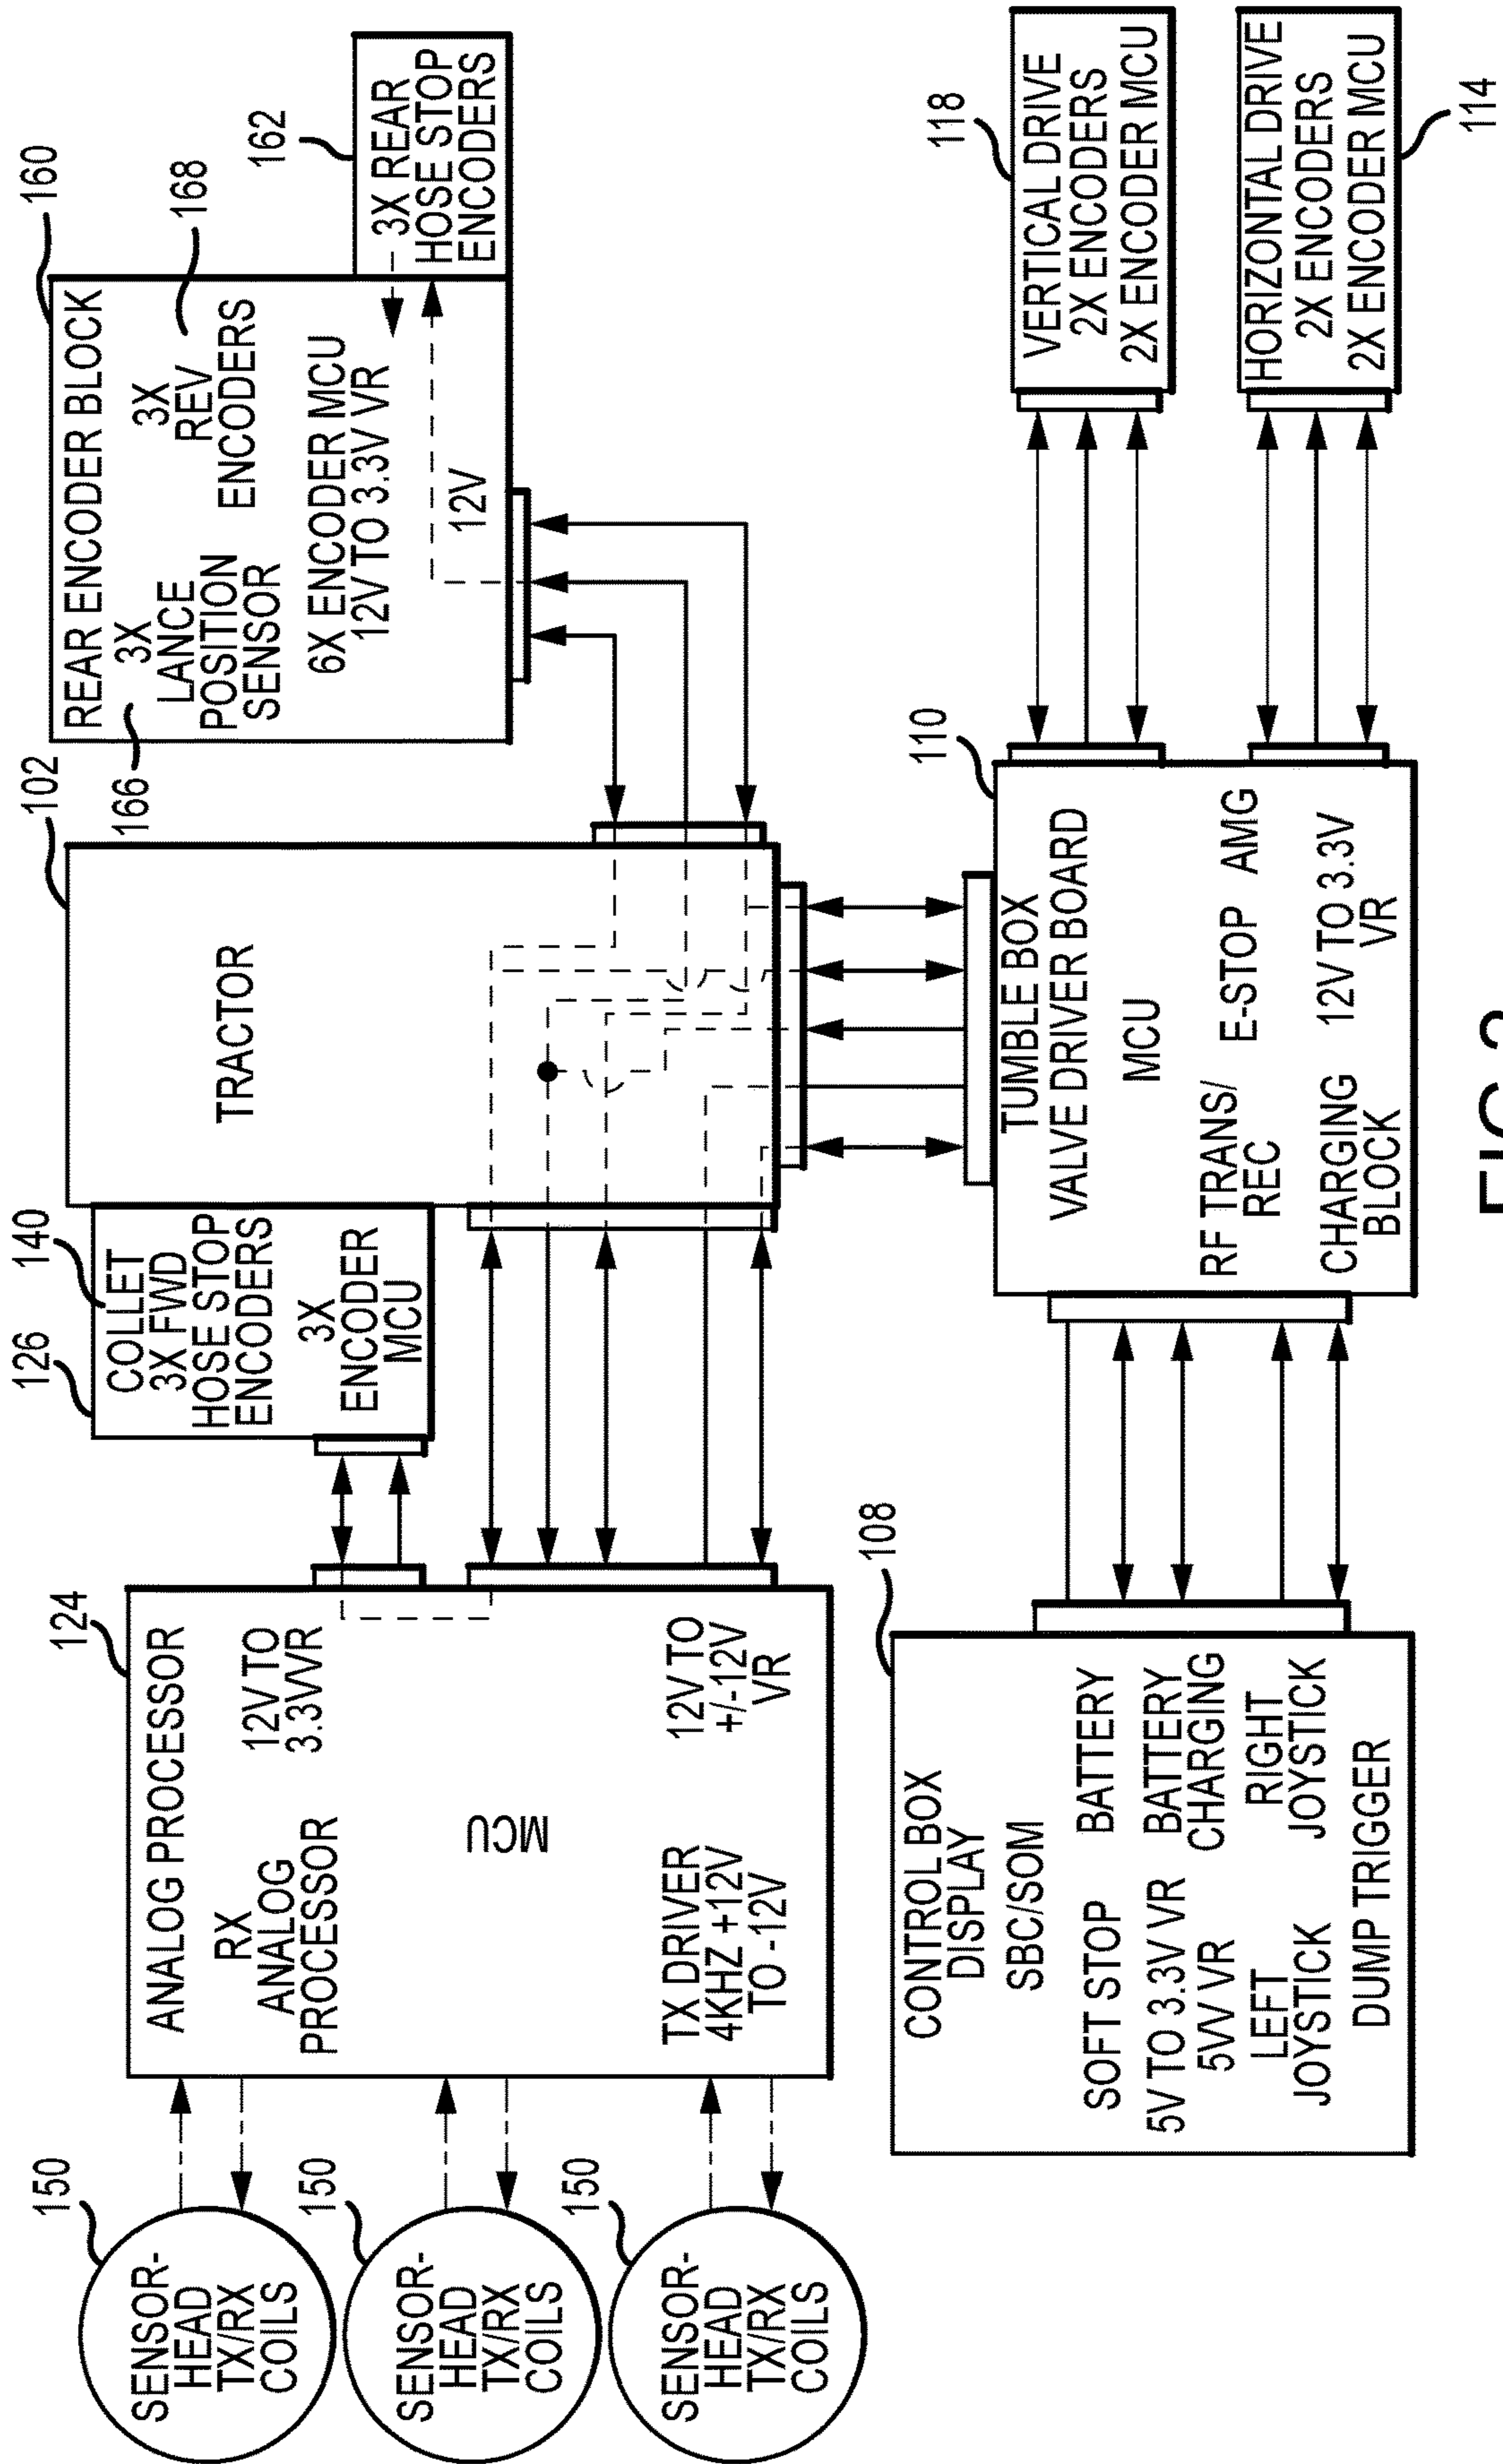 150
SENSOR-
HEAD
TX/RX
COILS
150
SENSOR-
HEAD
TX/RX
COILS
150
SENSOR-
HEAD
TX/RX
COILS
124
ANALOG PROCESSOR
RX
ANALOG
PROCESSOR
12V TO
3.3VVR
MCU
TX DRIVER
4KHZ +12V
TO -12V
12V TO
+/-12V
VR
126
140
COLLET
3X FWD
HOSE STOP
ENCODERS
3X
ENCODER
MCU
102
TRACTOR
160
REAR ENCODER BLOCK
166
3X
LANCE
POSITION
SENSOR
168
3X
REV
ENCODERS
6X ENCODER MCU
12V TO 3.3V VR
12V
162
3X REAR
HOSE STOP
ENCODERS
108
CONTROL BOX
DISPLAY
SBC/SOM
SOFT STOP
BATTERY
5V TO 3.3V VR
5VV VR
BATTERY
CHARGING
LEFT
JOYSTICK
RIGHT
JOYSTICK
DUMP TRIGGER
110
TUMBLE BOX
VALVE DRIVER BOARD
MCU
RF TRANS/
REC
E-STOP AMG
CHARGING
BLOCK
12V TO 3.3V
VR
118
VERTICAL DRIVE
2X ENCODERS
2X ENCODER MCU
HORIZONTAL DRIVE
2X ENCODERS
2X ENCODER MCU
114